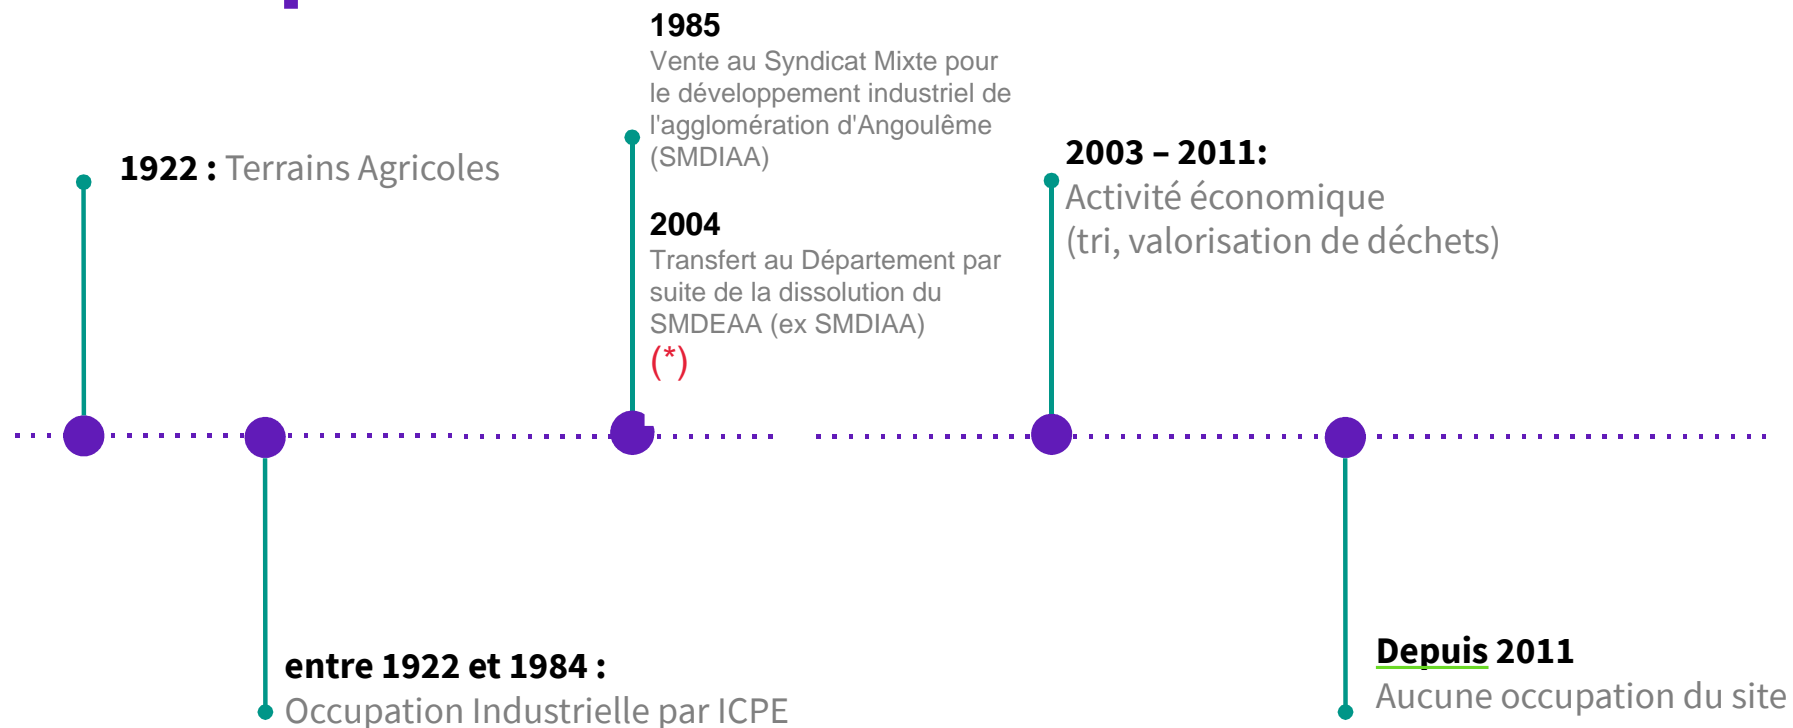 1922 : Terrains Agricoles
entre 1922 et 1984 :
Occupation Industrielle par ICPE
1985
Vente au Syndicat Mixte pour
le développement industriel de
l'agglomération d'Angoulême
(SMDIAA)
2004
Transfert au Département par
suite de la dissolution du
SMDEAA (ex SMDIAA)
(*)
2003 – 2011:
Activité économique
(tri, valorisation de déchets)
Depuis 2011
Aucune occupation du site